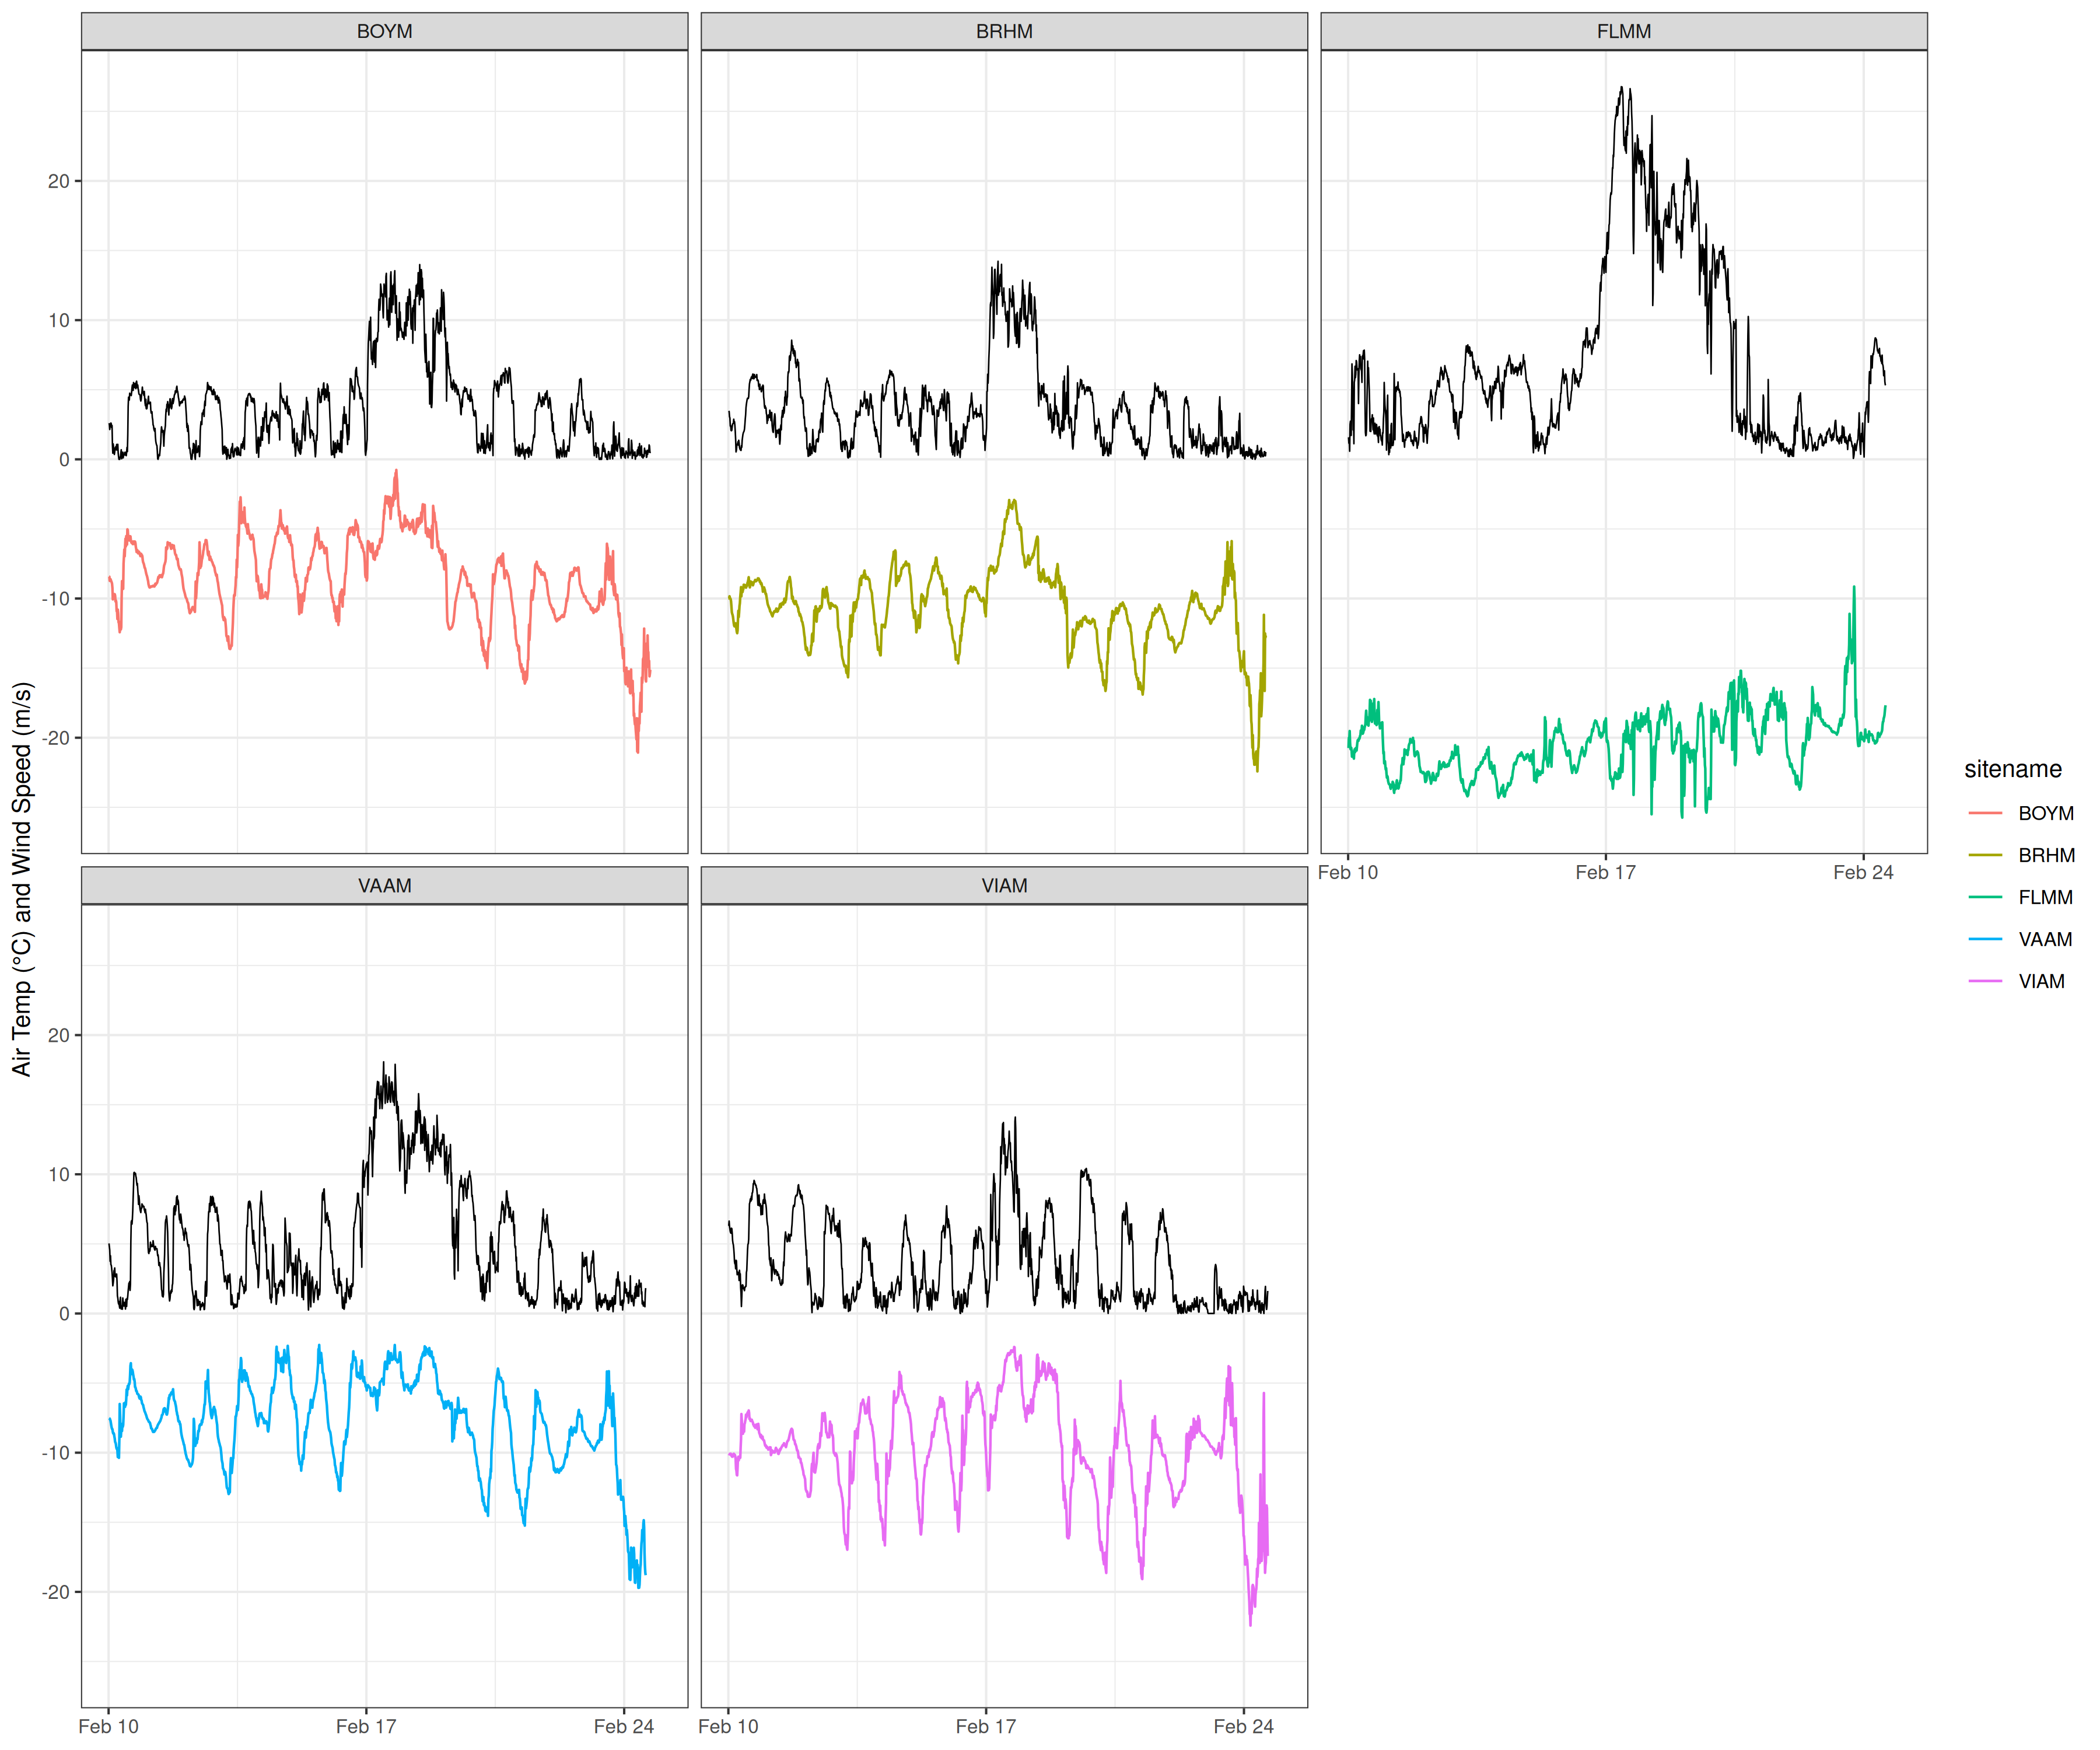 BOYM
BRHM
FLMM
20
10
0
-10
-20
Feb 10
Feb 17
Feb 24
VAAM
VIAM
20
10
0
-10
-20
Feb 10
Feb 17
Feb 24
Feb 10
Feb 17
Feb 24
Air Temp (°C) and Wind Speed (m/s)
sitename
BOYM
BRHM
FLMM
VAAM
VIAM